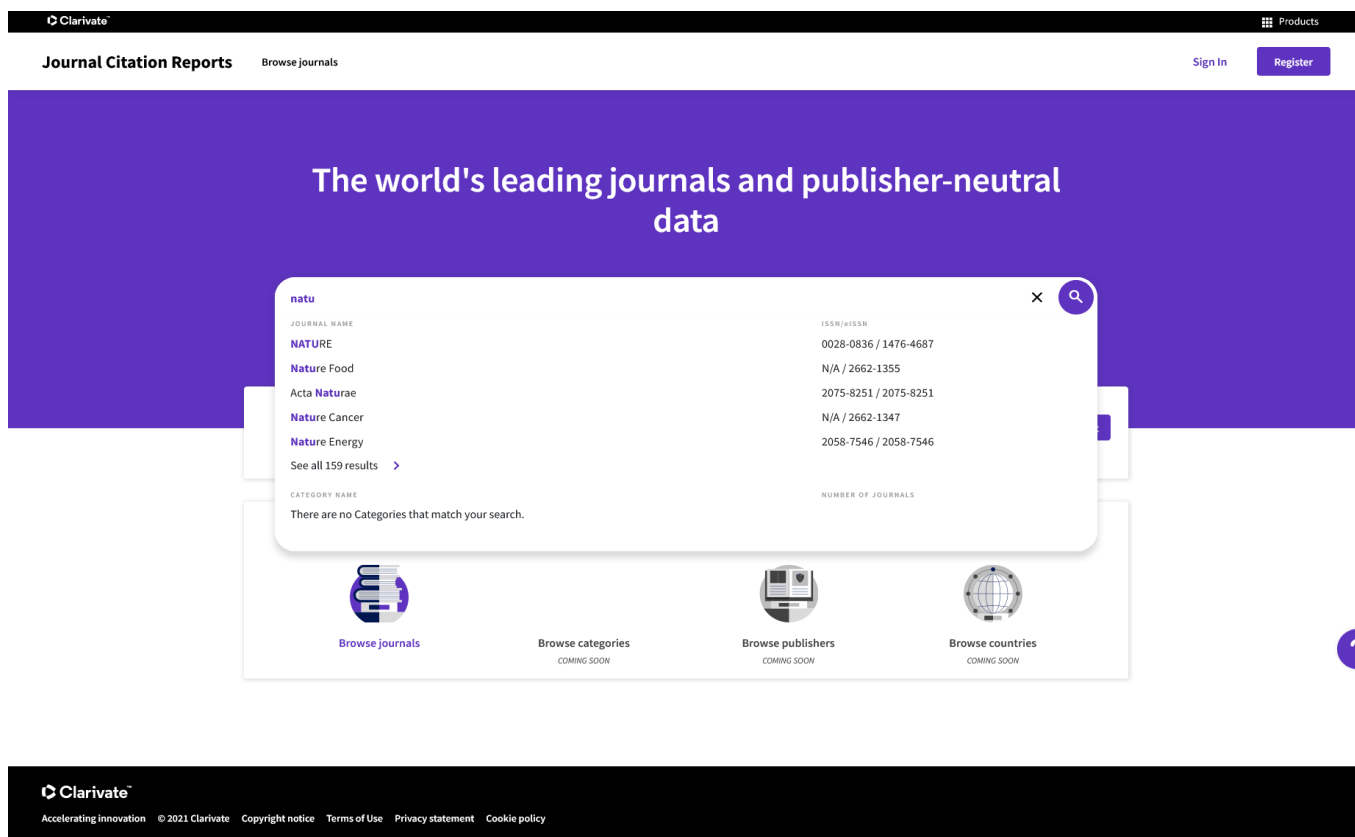 Clarivate™
Products
Journal Citation Reports Browse journals
Sign In Register
The world's leading journals and publisher-neutral
data
natu
JOURNAL NAME ISSN/eISSN
NATURE 0028-0836 / 1476-4687
Nature Food N/A / 2662-1355
Acta Naturae 2075-8251 / 2075-8251
Nature Cancer N/A / 2662-1347
Nature Energy 2058-7546 / 2058-7546
See all 159 results
CATEGORY NAME NUMBER OF JOURNALS
There are no Categories that match your search.
Browse journals Browse categories Browse publishers Browse countries
COMING SOON COMING SOON COMING SOON
Clarivate™
Accelerating innovation © 2021 Clarivate Copyright notice Terms of Use Privacy statement Cookie policy